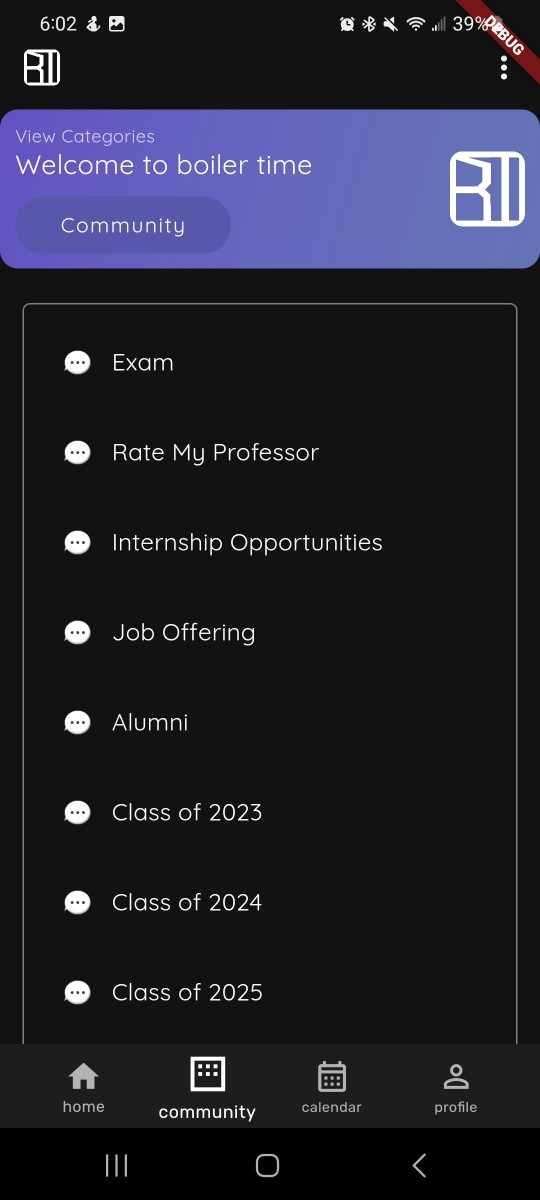 6:02
39%
DEBUG
View Categories
Welcome to boiler time
Community
Exam
Rate My Professor
Internship Opportunities
Job Offering
Alumni
Class of 2023
Class of 2024
Class of 2025
home
community
calendar
profile